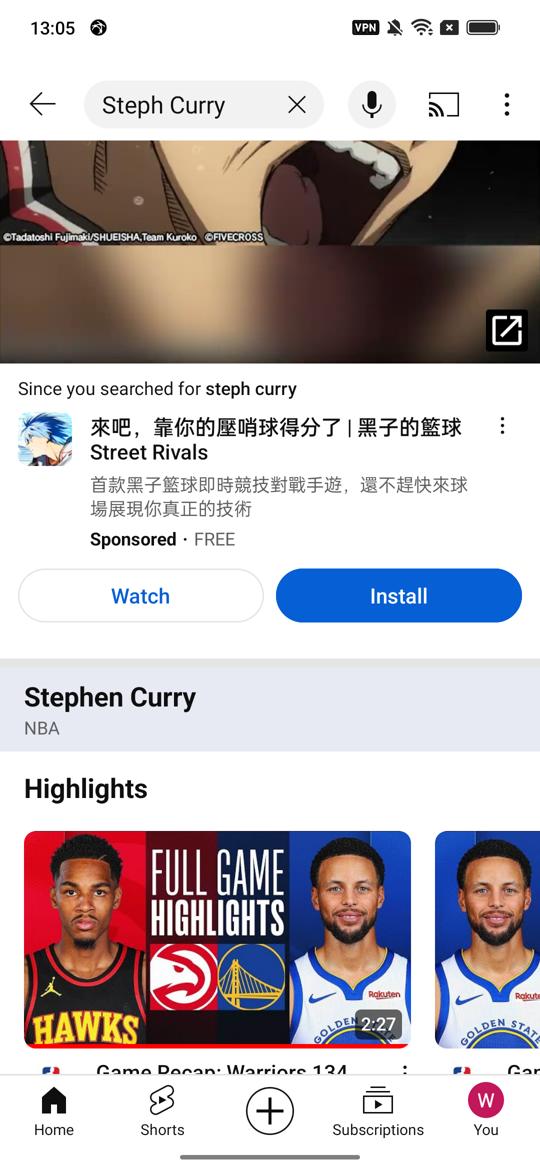 13:05
VPN
Steph Curry
©Tadatoshi Fujimaki/SHUEISHA,Team Kuroko ©FIVECROSS
Since you searched for steph curry
來吧，靠你的壓哨球得分了 | 黑子的籃球
Street Rivals
首款黑子籃球即時競技對戰手遊，還不趕快來球
場展現你真正的技術
Sponsored · FREE
Watch
Install
Stephen Curry
NBA
Highlights
FULL GAME
HIGHLIGHTS
HAWKS
Rakuten
GOLDEN STATE
2:27
Rakut
GOLDEN STATE
Game Recap: Warriors 134
Gar
Home
Shorts
Subscriptions
W
You